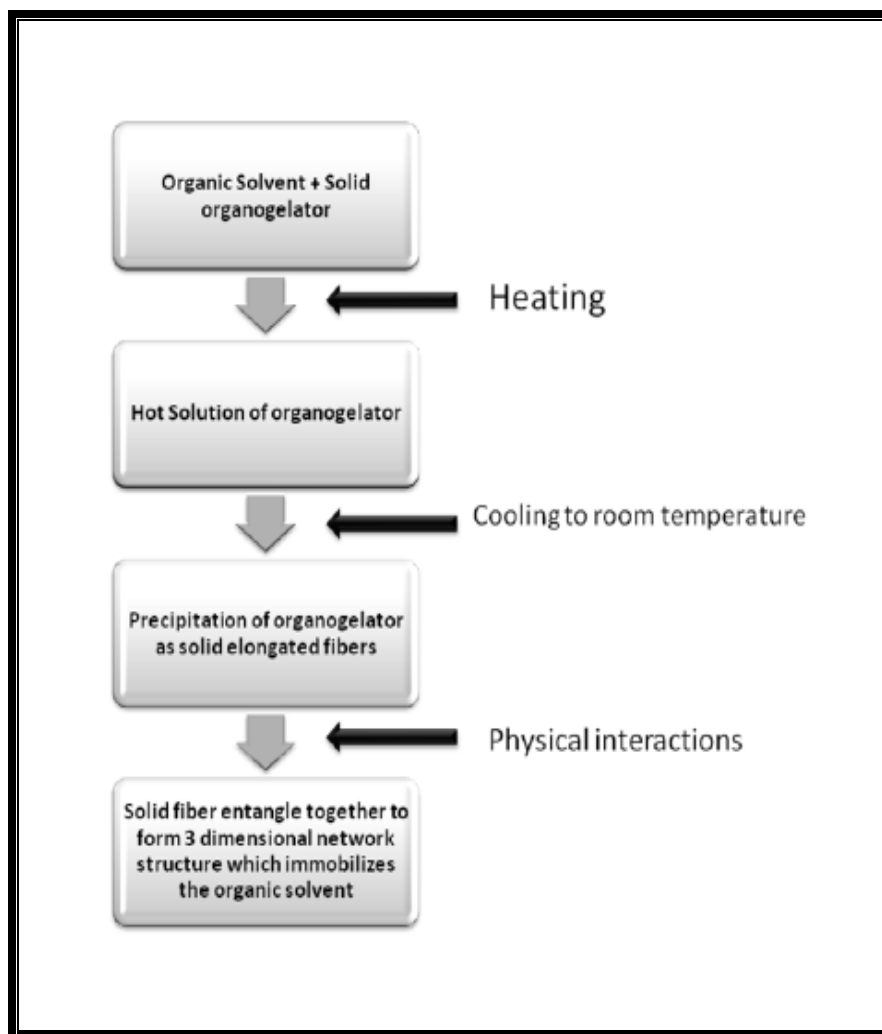 Organic Solvent + Solid
organogelator
Heating
Hot Solution of organogelator
Cooling to room temperature
Precipitation of organogelator
as solid elongated fibers
Physical interactions
Solid fiber entangle together to
form 3 dimensional network
structure which immobilizes
the organic solvent